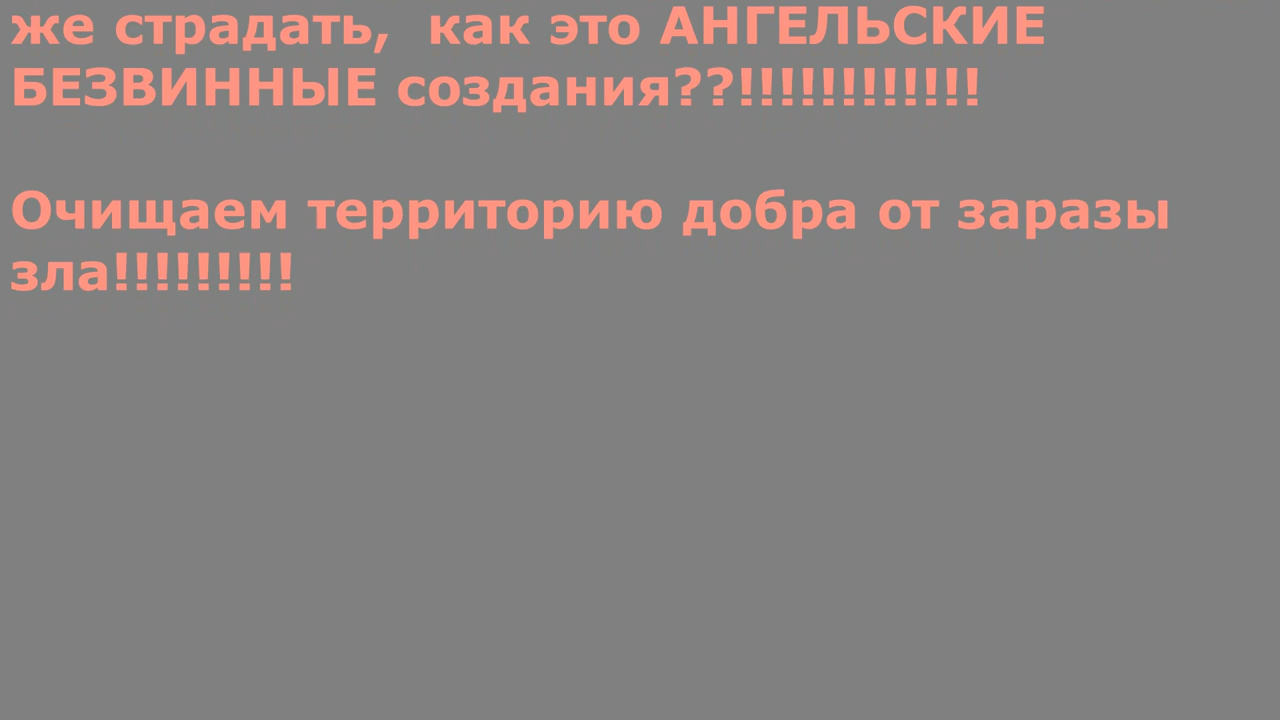 же страдать,  как это АНГЕЛЬСКИЕ
БЕЗВИННЫЕ создания??!!!!!!!!!!!!
Очищаем территорию добра от заразы
зла!!!!!!!!!